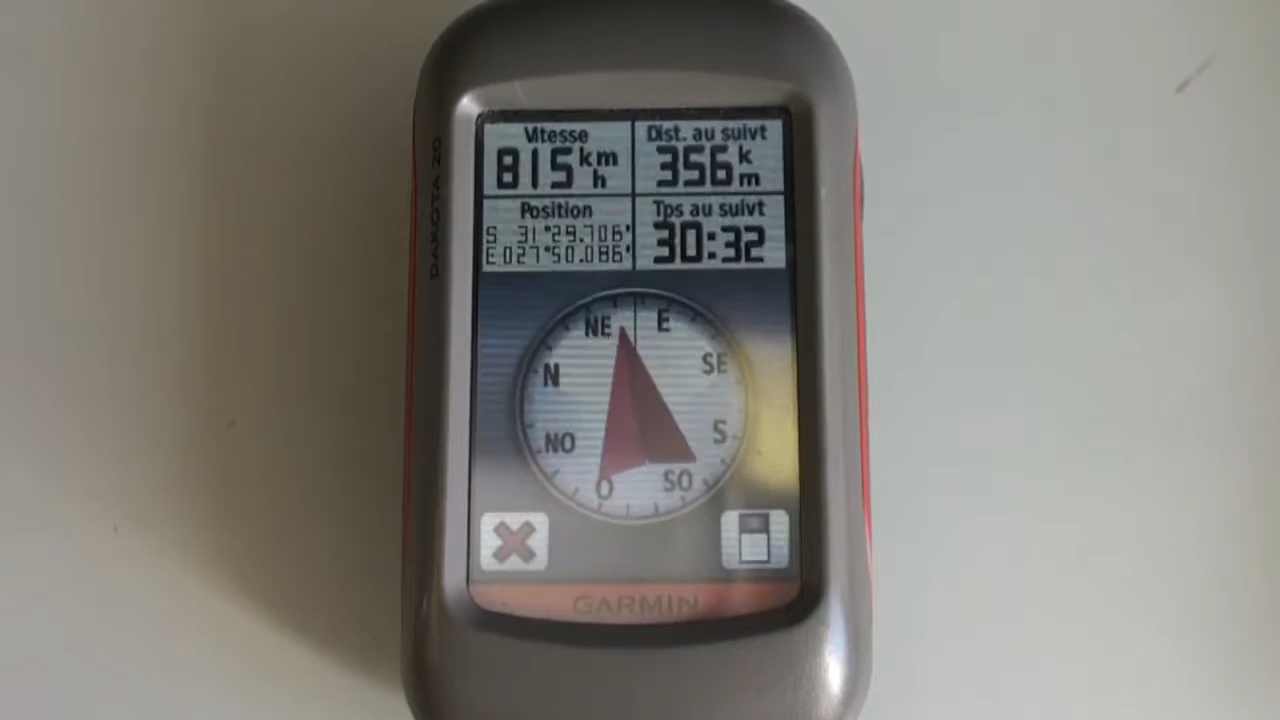 DAKOTA 20
Vitesse
815 km/h
Dist. au suivt
356 km
Position
S 31°29.706'
E 027°50.086'
Tps au suivt
30:32
NE
E
N
SE
NO
S
O
SO
GARMIN